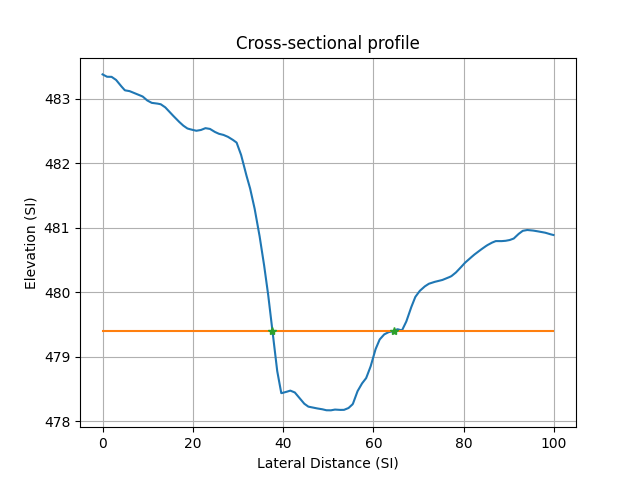 Cross-sectional profile
Elevation (SI)
483
482
481
480
479
478
0 20 40 60 80 100
Lateral Distance (SI)